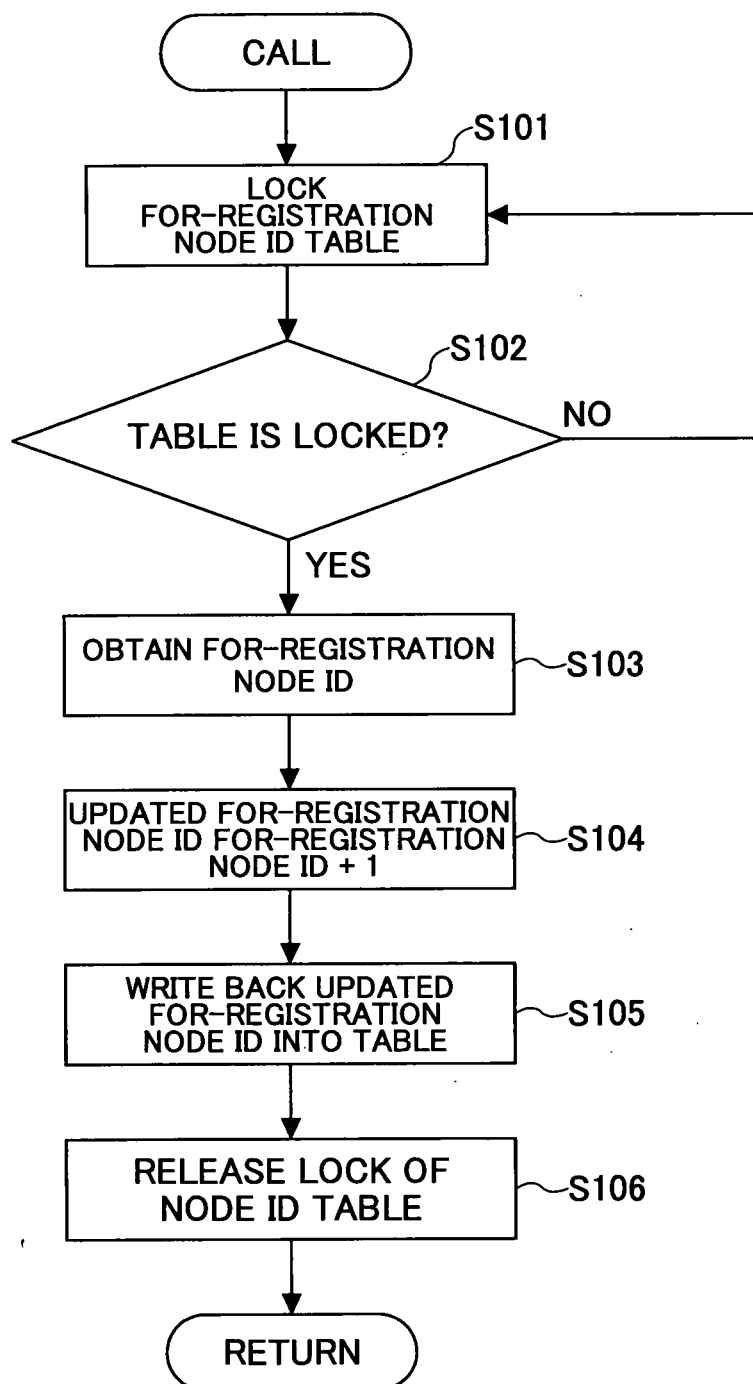 CALL
S101
LOCK
FOR-REGISTRATION
NODE ID TABLE
S102
TABLE IS LOCKED?
NO
YES
OBTAIN FOR-REGISTRATION
NODE ID
S103
UPDATED FOR-REGISTRATION
NODE ID FOR-REGISTRATION
NODE ID + 1
S104
WRITE BACK UPDATED
FOR-REGISTRATION
NODE ID INTO TABLE
S105
RELEASE LOCK OF
NODE ID TABLE
S106
RETURN